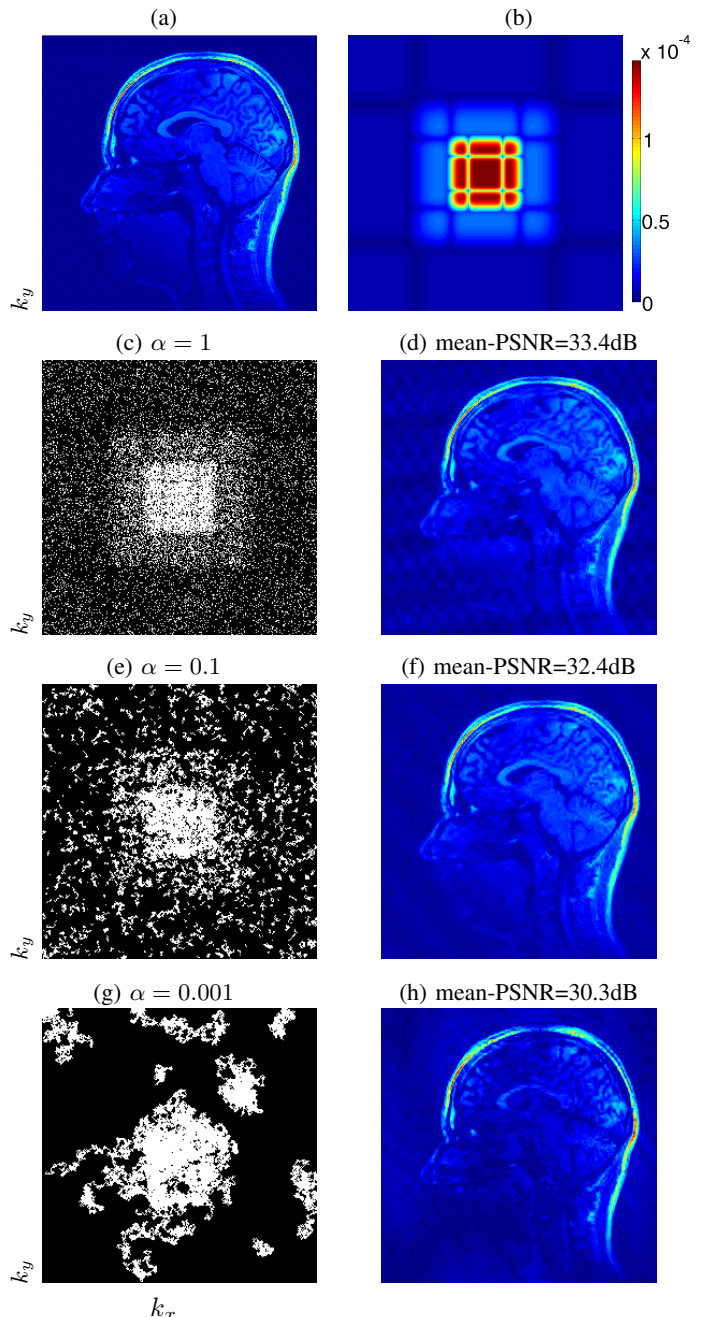 (a)
(b)
x 10⁻⁴
1
0.5
0
k_y
(c) α = 1
(d) mean-PSNR=33.4dB
k_y
(e) α = 0.1
(f) mean-PSNR=32.4dB
k_y
(g) α = 0.001
(h) mean-PSNR=30.3dB
k_y
k_x